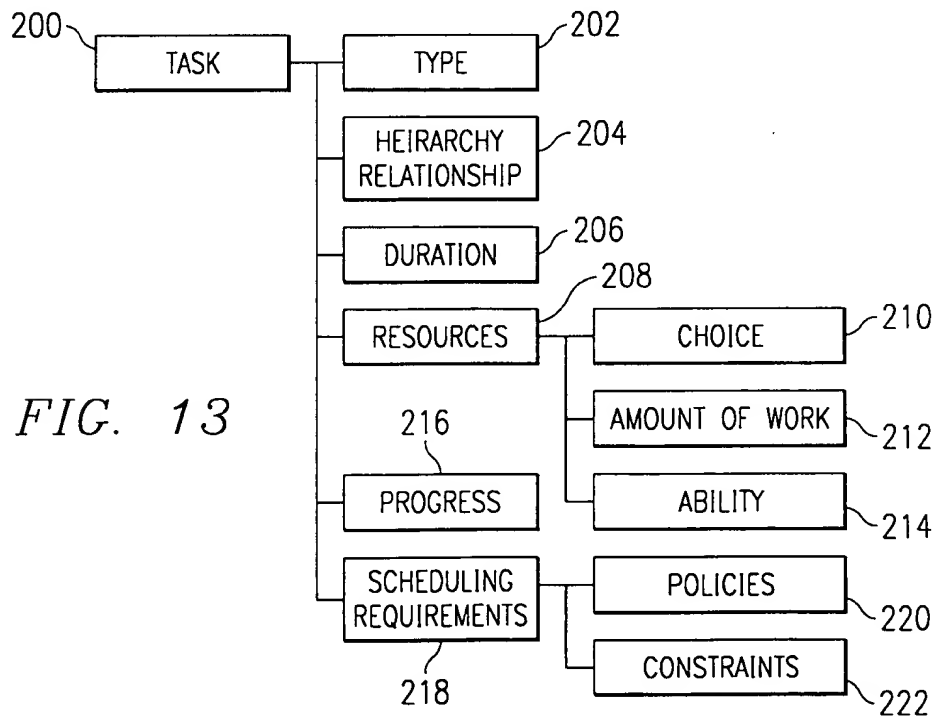 200
TASK
TYPE
202
HEIRARCHY
RELATIONSHIP
204
DURATION
206
RESOURCES
208
CHOICE
210
AMOUNT OF WORK
212
ABILITY
214
FIG. 13
216
PROGRESS
SCHEDULING
REQUIREMENTS
218
POLICIES
220
CONSTRAINTS
222